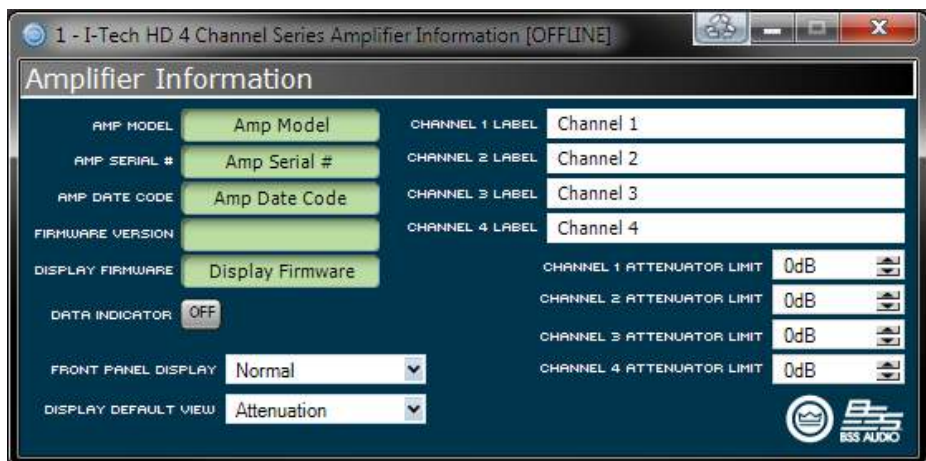 1 - I-Tech HD 4 Channel Series Amplifier Information [OFFLINE]
Amplifier Information
AMP MODEL Amp Model
AMP SERIAL # Amp Serial #
AMP DATE CODE Amp Date Code
FIRMWARE VERSION
DISPLAY FIRMWARE Display Firmware
DATA INDICATOR OFF
FRONT PANEL DISPLAY Normal
DISPLAY DEFAULT VIEW Attenuation
CHANNEL 1 LABEL Channel 1
CHANNEL 2 LABEL Channel 2
CHANNEL 3 LABEL Channel 3
CHANNEL 4 LABEL Channel 4
CHANNEL 1 ATTENUATOR LIMIT 0dB
CHANNEL 2 ATTENUATOR LIMIT 0dB
CHANNEL 3 ATTENUATOR LIMIT 0dB
CHANNEL 4 ATTENUATOR LIMIT 0dB
BSS
BSS AUDIO